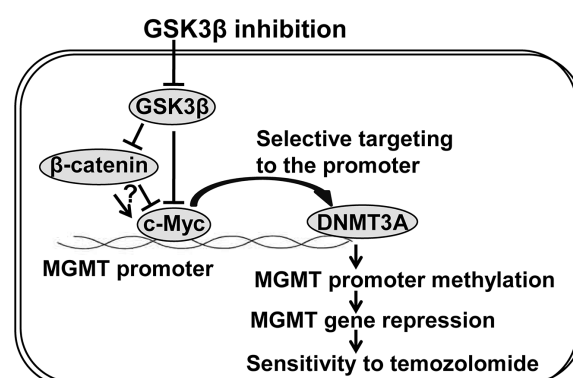 GSK3β inhibition
GSK3β
β-catenin
?
c-Myc
Selective targeting
to the promoter
DNMT3A
MGMT promoter
MGMT promoter methylation
MGMT gene repression
Sensitivity to temozolomide